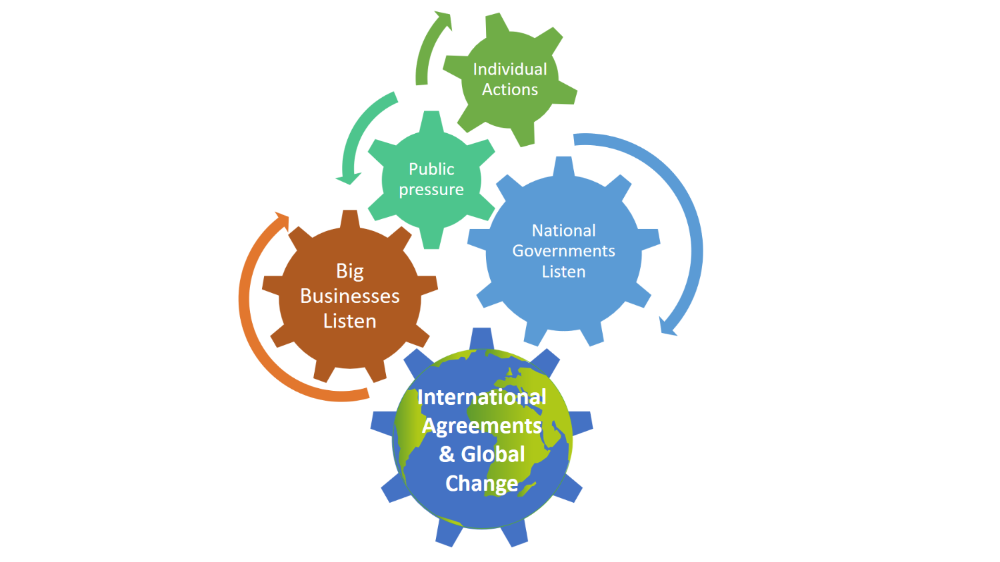 Individual
Actions
Public
pressure
National
Governments
Listen
Big
Businesses
Listen
International
Agreements
& Global
Change